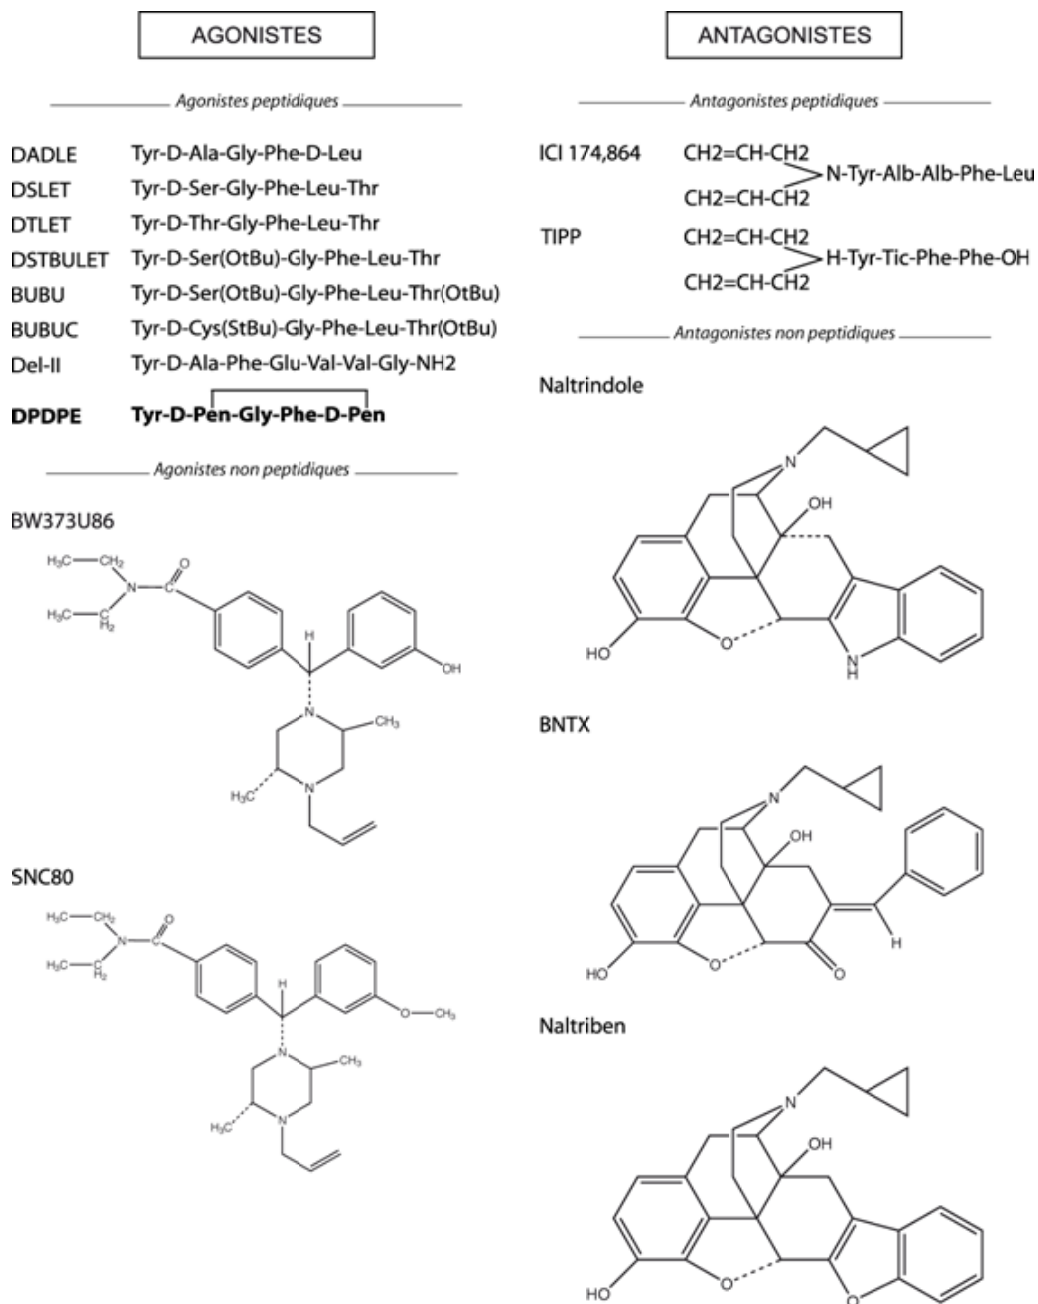 AGONISTES
Agonistes peptidiques
DADLE Tyr-D-Ala-Gly-Phe-D-Leu
DSLET Tyr-D-Ser-Gly-Phe-Leu-Thr
DTLET Tyr-D-Thr-Gly-Phe-Leu-Thr
DSTBULET Tyr-D-Ser(OtBu)-Gly-Phe-Leu-Thr
BUBU Tyr-D-Ser(OtBu)-Gly-Phe-Leu-Thr(OtBu)
BUBUC Tyr-D-Cys(StBu)-Gly-Phe-Leu-Thr(OtBu)
Del-II Tyr-D-Ala-Phe-Glu-Val-Val-Gly-NH2
DPDPE Tyr-D-Pen-Gly-Phe-D-Pen
Agonistes non peptidiques
BW373U86
H₃C CH₂ O
N C
H₃C C H₂
H
OH
N
CH₃
H₃C N
SNC80
H₃C CH₂ O
N C
H₃C C H₂
H
O CH₃
N
CH₃
H₃C N
ANTAGONISTES
Antagonistes peptidiques
ICI 174,864 CH2=CH-CH2
N-Tyr-Alb-Alb-Phe-Leu
CH2=CH-CH2
TIPP CH2=CH-CH2
H-Tyr-Tic-Phe-Phe-OH
CH2=CH-CH2
Antagonistes non peptidiques
Naltrindole
N
OH
HO O
N H
BNTX
N
OH
H
HO O O
Naltriben
N
OH
HO O O